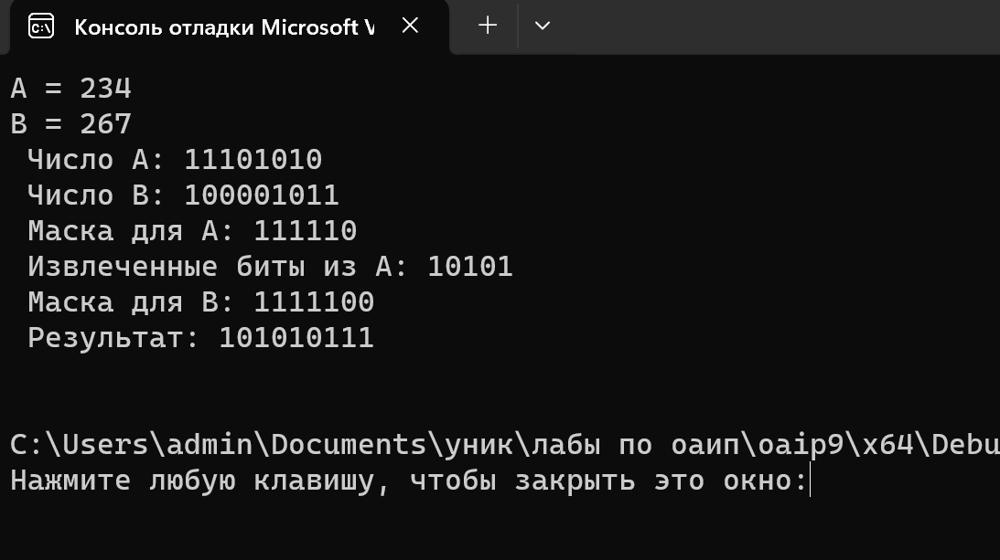 Консоль отладки Microsoft V
A = 234
B = 267
Число A: 11101010
Число B: 100001011
Маска для A: 111110
Извлеченные биты из A: 10101
Маска для B: 1111100
Результат: 101010111
C:\Users\admin\Documents\уник\лабы по оаип\oaip9\x64\Debu
Нажмите любую клавишу, чтобы закрыть это окно: